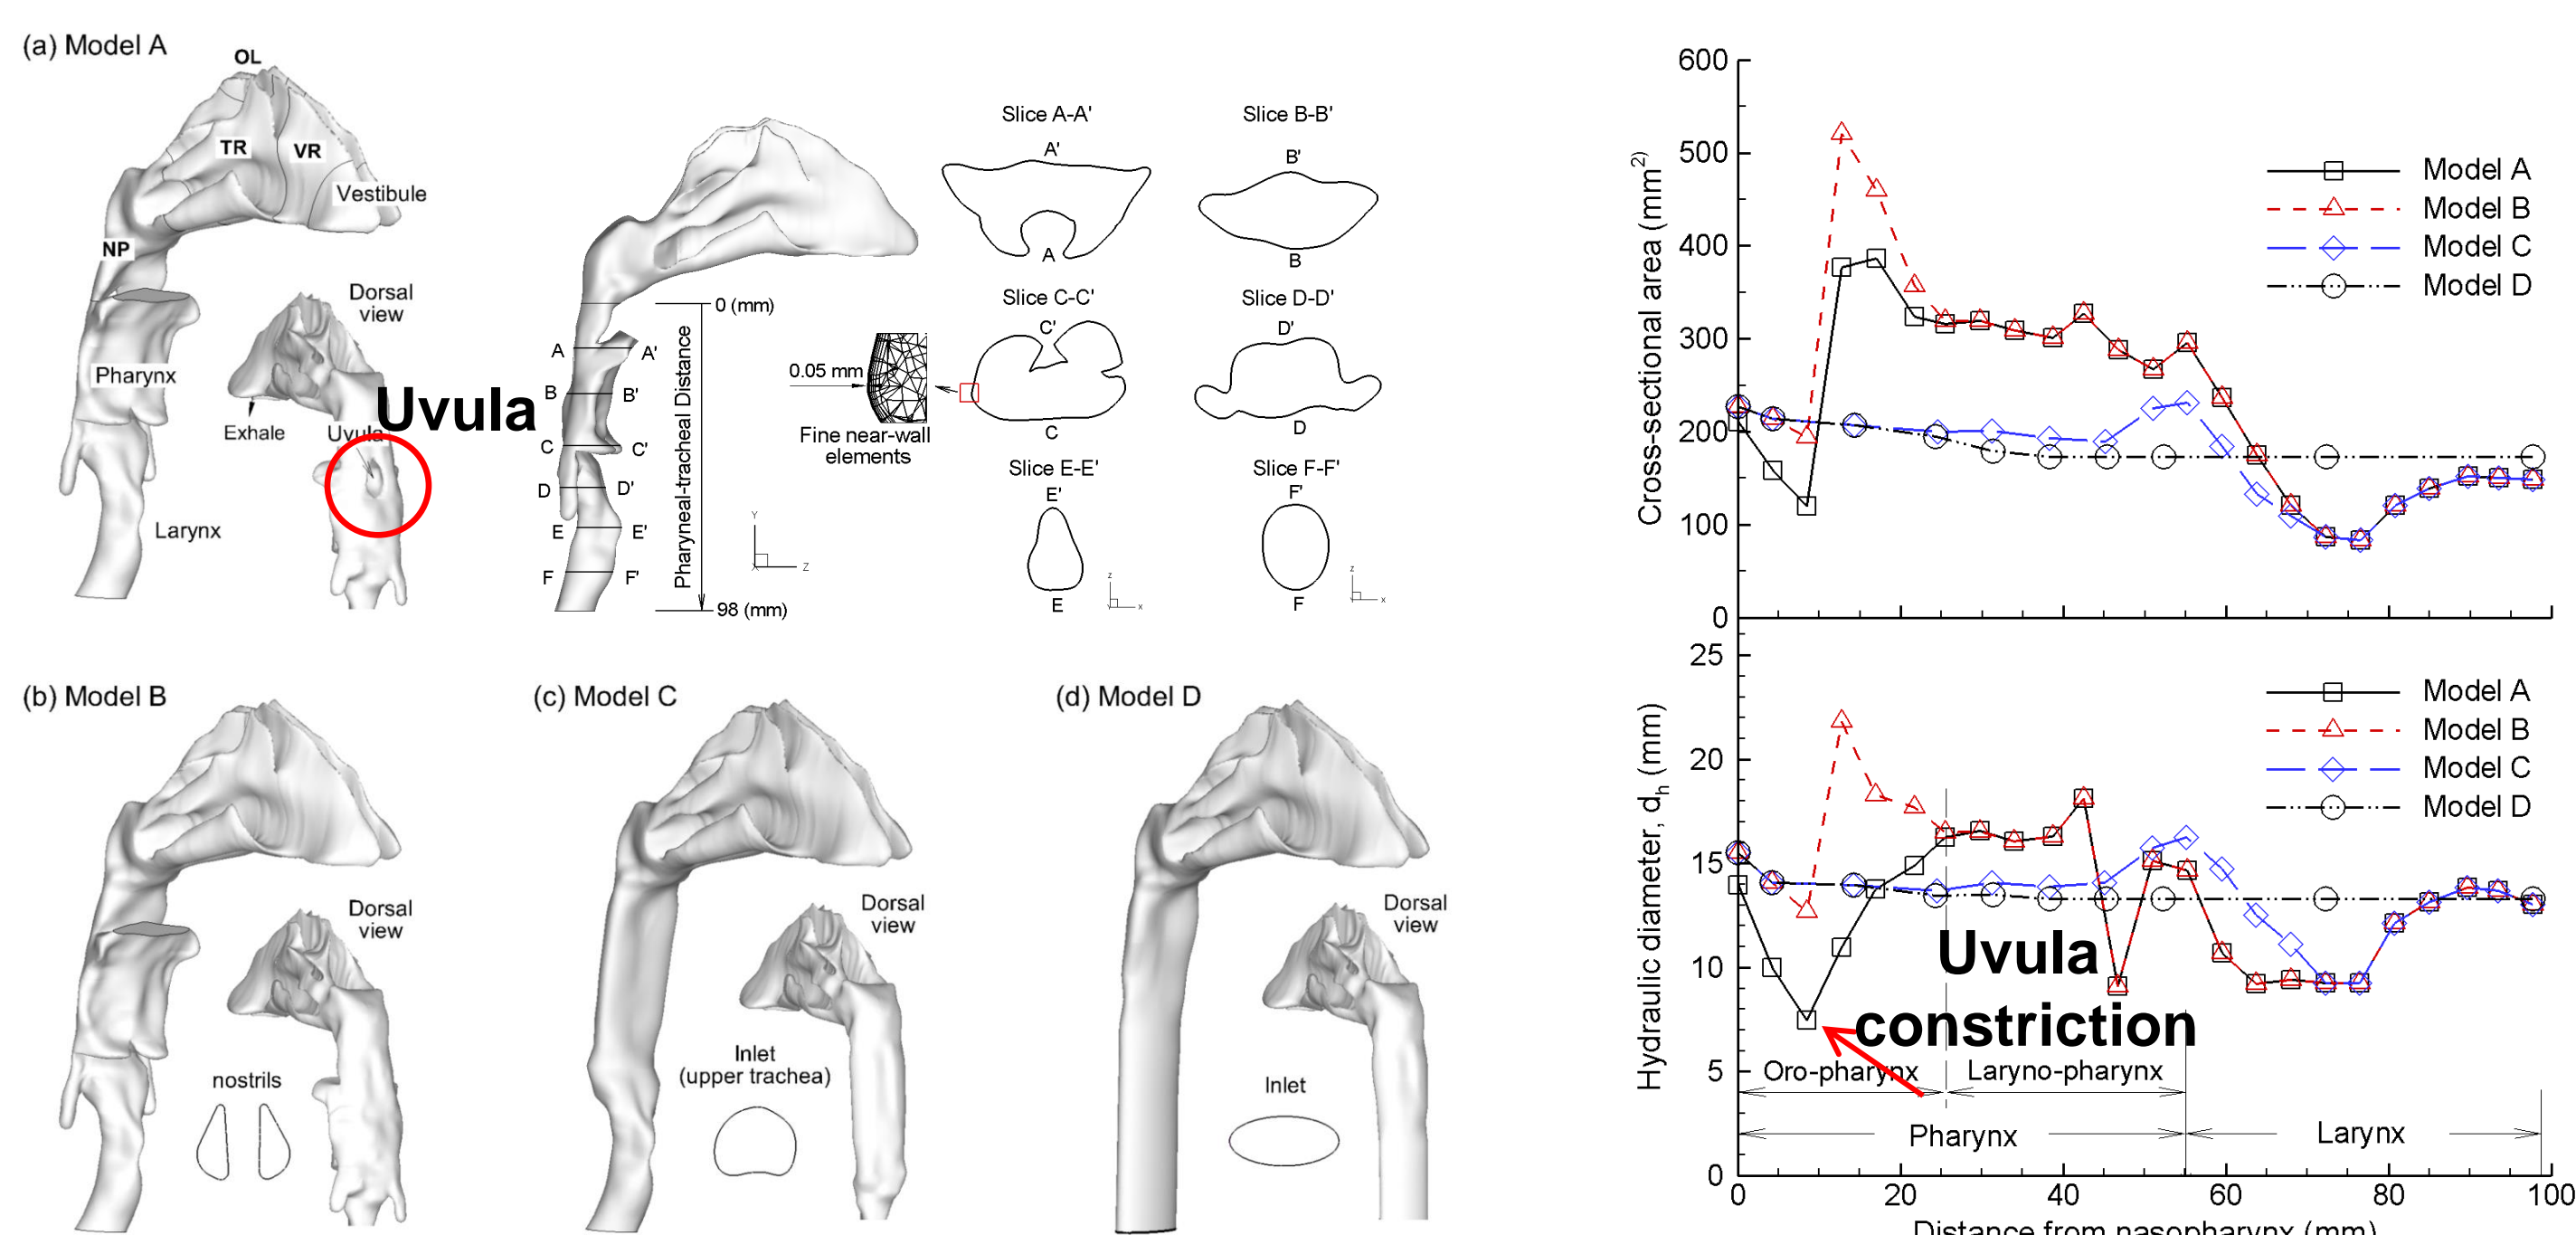 (a) Model A
OL
TR
VR
Vestibule
NP
Pharynx
Larynx
Dorsal
view
Exhale
Uvula
Uvula
0 (mm)
Pharyneal-tracheal Distance
98 (mm)
A
A'
B
B'
C
C'
D
D'
E
E'
F
F'
Y
X
Z
0.05 mm
Fine near-wall
elements
Slice A-A'
A'
A
Slice B-B'
B'
B
Slice C-C'
C'
C
Slice D-D'
D'
D
Slice E-E'
E'
E
z
x
Slice F-F'
F'
F
z
x
(b) Model B
Dorsal
view
nostrils
(c) Model C
Dorsal
view
Inlet
(upper trachea)
(d) Model D
Dorsal
view
Inlet
Cross-sectional area (mm2)
600
500
400
300
200
100
0
Model A
Model B
Model C
Model D
Hydraulic diameter, dh (mm)
25
20
15
10
5
0
Model A
Model B
Model C
Model D
Uvula
constriction
Oro-pharynx
Laryno-pharynx
Pharynx
Larynx
0
20
40
60
80
100
Distance from nasopharynx (mm)